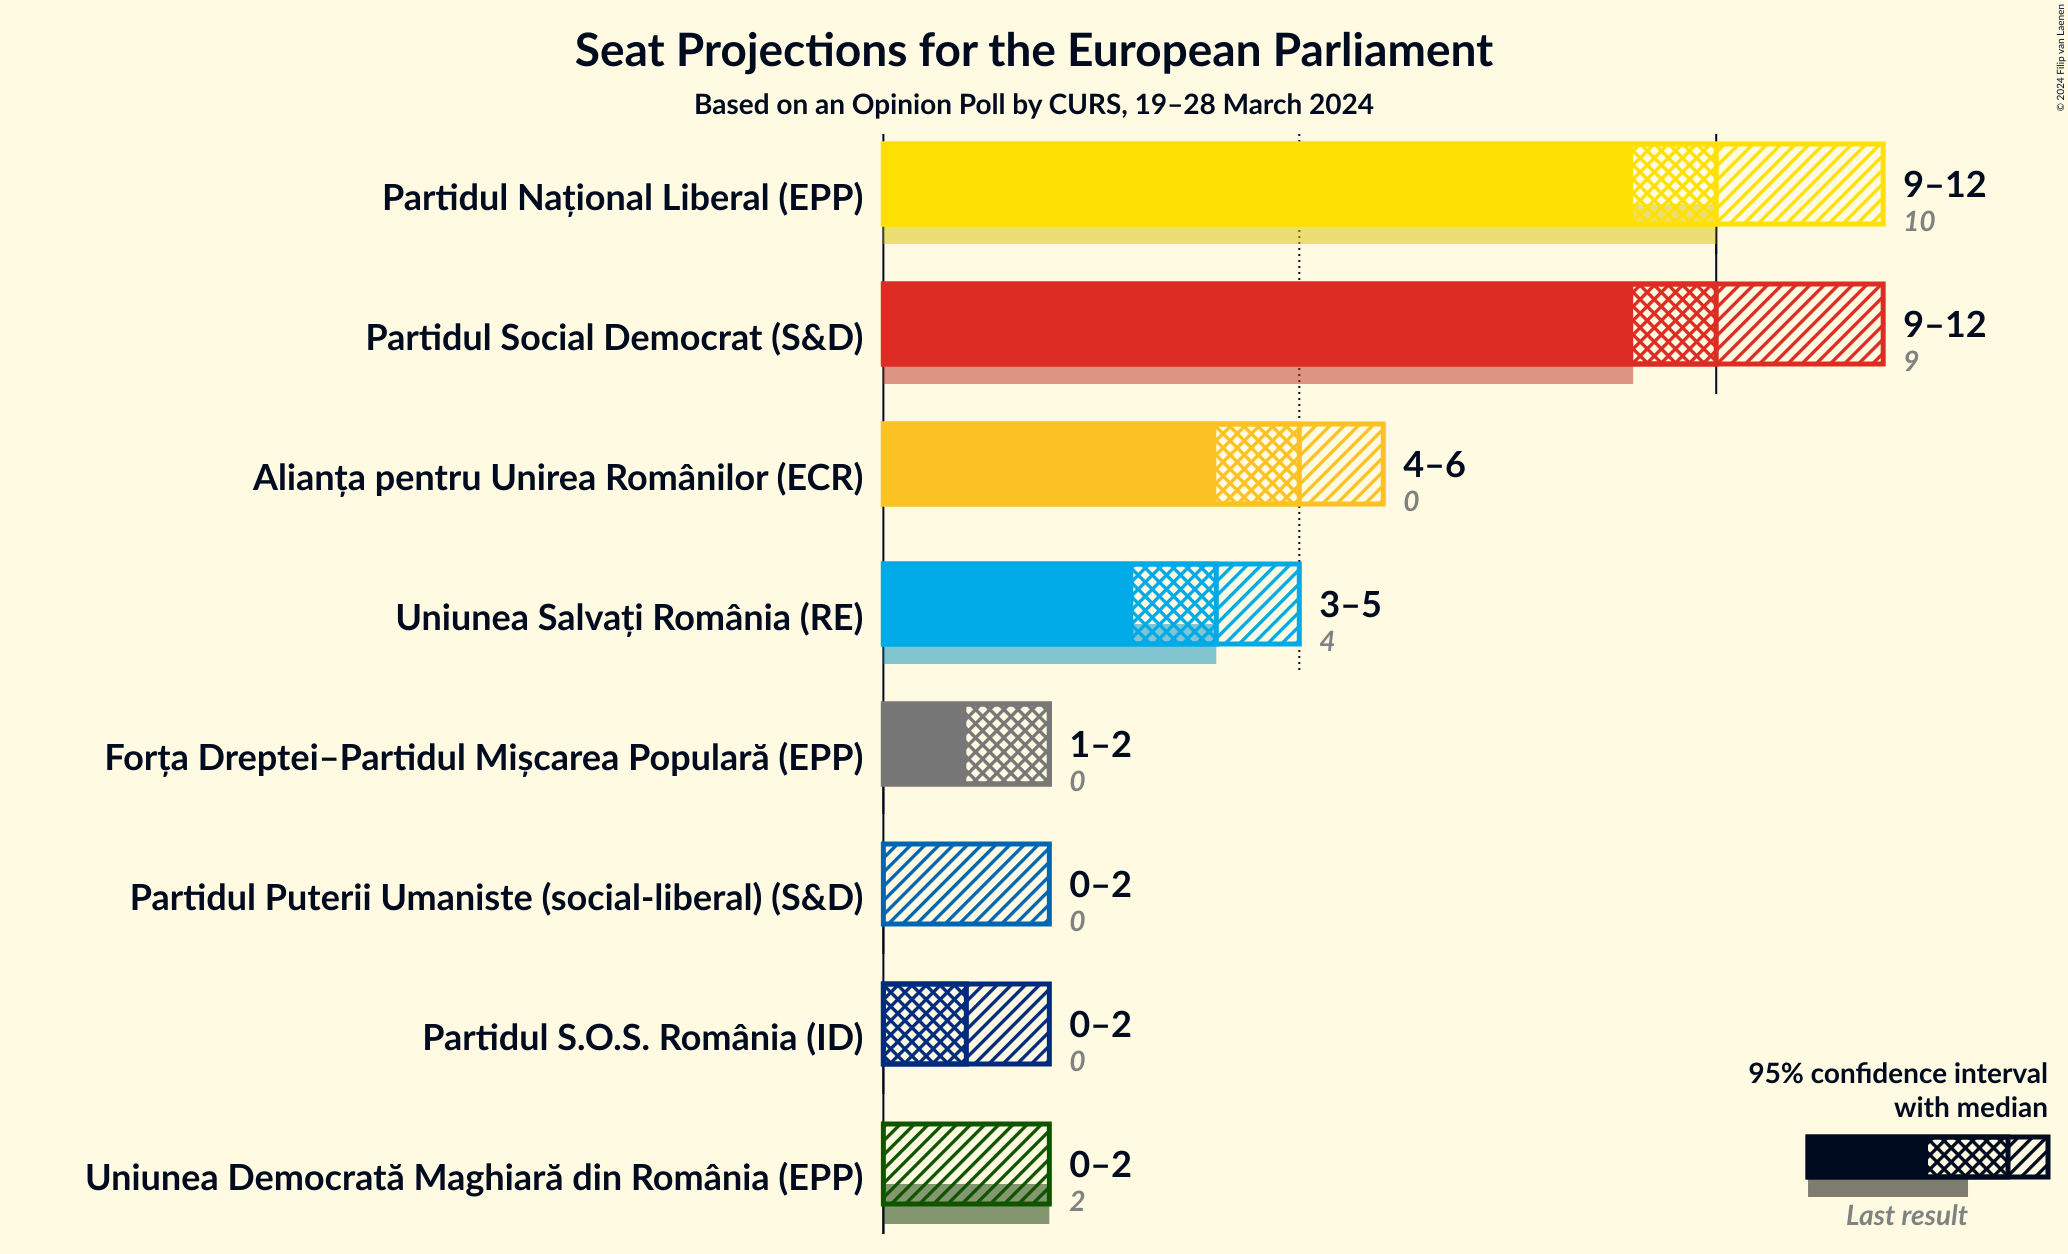 Seat Projections for the European Parliament
Based on an Opinion Poll by CURS, 19–28 March 2024
© 2024 Filip van Laenen
Partidul Național Liberal (EPP)
9–12
10
Partidul Social Democrat (S&D)
9–12
9
Alianța pentru Unirea Românilor (ECR)
4–6
0
Uniunea Salvați România (RE)
3–5
4
Forța Dreptei–Partidul Mișcarea Populară (EPP)
1–2
0
Partidul Puterii Umaniste (social-liberal) (S&D)
0–2
0
Partidul S.O.S. România (ID)
0–2
0
Uniunea Democrată Maghiară din România (EPP)
0–2
2
95% confidence interval
with median
Last result